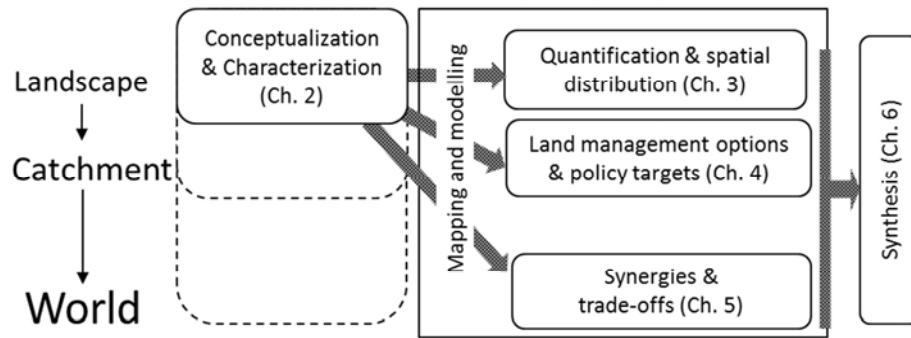 Landscape
Catchment
World
Conceptualization
& Characterization
(Ch. 2)
Mapping and modelling
Quantification & spatial
distribution (Ch. 3)
Land management options
& policy targets (Ch. 4)
Synergies &
trade-offs (Ch. 5)
Synthesis (Ch. 6)